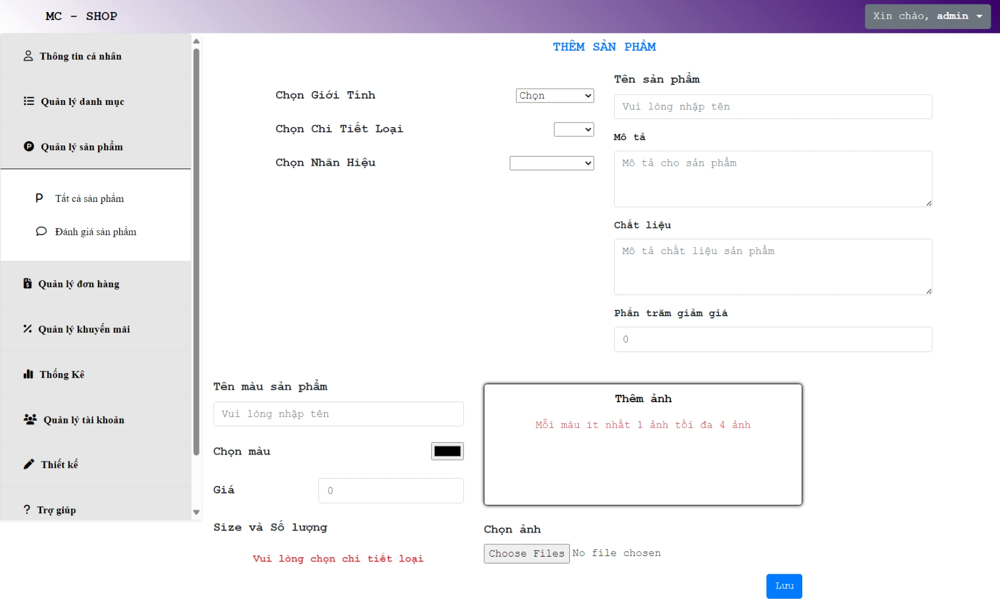 MC - SHOP
Xin chào, admin
Thông tin cá nhân
Quản lý danh mục
Quản lý sản phẩm
Tất cả sản phẩm
Đánh giá sản phẩm
Quản lý đơn hàng
Quản lý khuyến mãi
Thống Kê
Quản lý tài khoản
Thiết kế
Trợ giúp
THÊM SẢN PHẨM
Chọn Giới Tính
Chọn
Chọn Chi Tiết Loại
Chọn Nhãn Hiệu
Tên sản phẩm
Vui lòng nhập tên
Mô tả
Mô tả cho sản phẩm
Chất liệu
Mô tả chất liệu sản phẩm
Phần trăm giảm giá
0
Tên màu sản phẩm
Vui lòng nhập tên
Chọn màu
Giá
0
Size và Số lượng
Vui lòng chọn chi tiết loại
Thêm ảnh
Mỗi màu ít nhất 1 ảnh tối đa 4 ảnh
Chọn ảnh
Choose Files No file chosen
Lưu